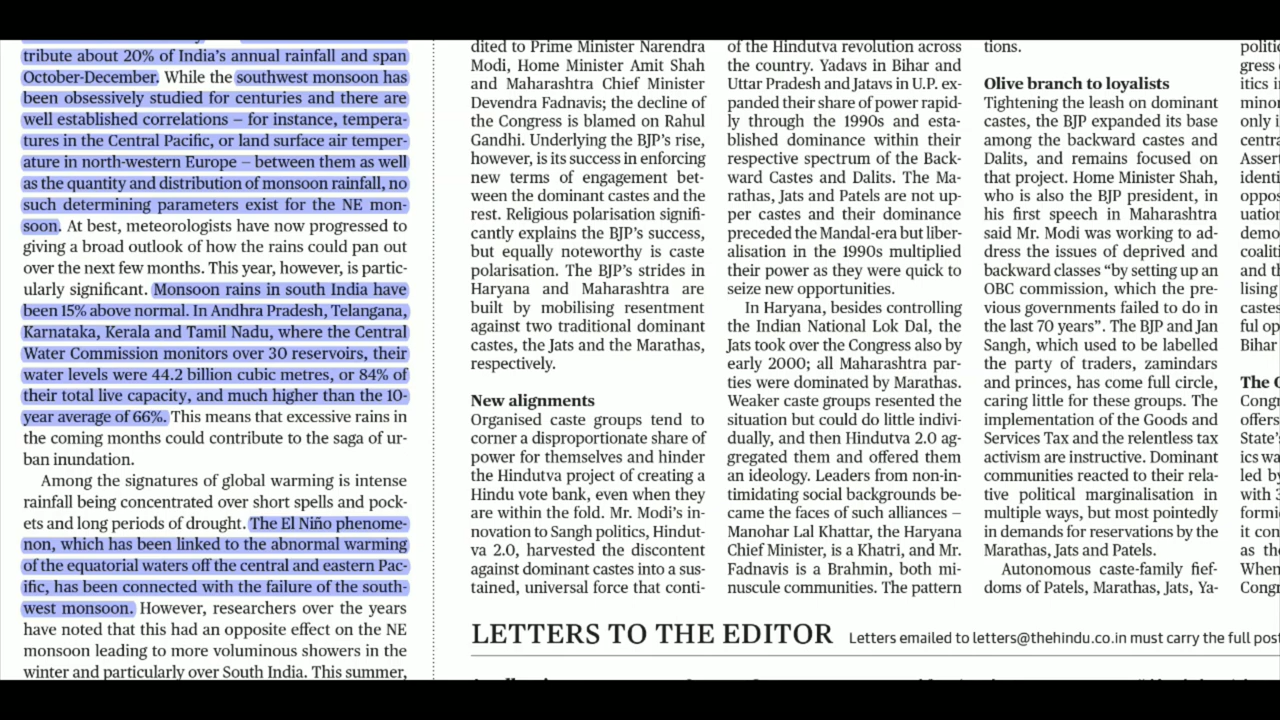 tribute about 20% of India's annual rainfall and span
October-December. While the southwest monsoon has
been obsessively studied for centuries and there are
well established correlations – for instance, tempera-
tures in the Central Pacific, or land surface air temper-
ature in north-western Europe – between them as well
as the quantity and distribution of monsoon rainfall, no
such determining parameters exist for the NE mon-
soon. At best, meteorologists have now progressed to
giving a broad outlook of how the rains could pan out
over the next few months. This year, however, is partic-
ularly significant. Monsoon rains in south India have
been 15% above normal. In Andhra Pradesh, Telangana,
Karnataka, Kerala and Tamil Nadu, where the Central
Water Commission monitors over 30 reservoirs, their
water levels were 44.2 billion cubic metres, or 84% of
their total live capacity, and much higher than the 10-
year average of 66%. This means that excessive rains in
the coming months could contribute to the saga of ur-
ban inundation.
Among the signatures of global warming is intense
rainfall being concentrated over short spells and pock-
ets and long periods of drought. The El Niño phenome-
non, which has been linked to the abnormal warming
of the equatorial waters off the central and eastern Pac-
ific, has been connected with the failure of the south-
west monsoon. However, researchers over the years
have noted that this had an opposite effect on the NE
monsoon leading to more voluminous showers in the
winter and particularly over South India. This summer,
dited to Prime Minister Narendra
Modi, Home Minister Amit Shah
and Maharashtra Chief Minister
Devendra Fadnavis; the decline of
the Congress is blamed on Rahul
Gandhi. Underlying the BJP's rise,
however, is its success in enforcing
new terms of engagement bet-
ween the dominant castes and the
rest. Religious polarisation signifi-
cantly explains the BJP's success,
but equally noteworthy is caste
polarisation. The BJP's strides in
Haryana and Maharashtra are
built by mobilising resentment
against two traditional dominant
castes, the Jats and the Marathas,
respectively.
New alignments
Organised caste groups tend to
corner a disproportionate share of
power for themselves and hinder
the Hindutva project of creating a
Hindu vote bank, even when they
are within the fold. Mr. Modi's in-
novation to Sangh politics, Hindut-
va 2.0, harvested the discontent
against dominant castes into a sus-
tained, universal force that conti-
of the Hindutva revolution across
the country. Yadavs in Bihar and
Uttar Pradesh and Jatavs in U.P. ex-
panded their share of power rapid-
ly through the 1990s and esta-
blished dominance within their
respective spectrum of the Back-
ward Castes and Dalits. The Ma-
rathas, Jats and Patels are not up-
per castes and their dominance
preceded the Mandal-era but liber-
alisation in the 1990s multiplied
their power as they were quick to
seize new opportunities.
In Haryana, besides controlling
the Indian National Lok Dal, the
Jats took over the Congress also by
early 2000; all Maharashtra par-
ties were dominated by Marathas.
Weaker caste groups resented the
situation but could do little indivi-
dually, and then Hindutva 2.0 ag-
gregated them and offered them
an ideology. Leaders from non-in-
timidating social backgrounds be-
came the faces of such alliances –
Manohar Lal Khattar, the Haryana
Chief Minister, is a Khatri, and Mr.
Fadnavis is a Brahmin, both mi-
nuscule communities. The pattern
tions.
Olive branch to loyalists
Tightening the leash on dominant
castes, the BJP expanded its base
among the backward castes and
Dalits, and remains focused on
that project. Home Minister Shah,
who is also the BJP president, in
his first speech in Maharashtra
said Mr. Modi was working to ad-
dress the issues of deprived and
backward classes "by setting up an
OBC commission, which the pre-
vious governments failed to do in
the last 70 years". The BJP and Jan
Sangh, which used to be labelled
the party of traders, zamindars
and princes, has come full circle,
caring little for these groups. The
implementation of the Goods and
Services Tax and the relentless tax
activism are instructive. Dominant
communities reacted to their rela-
tive political marginalisation in
multiple ways, but most pointedly
in demands for reservations by the
Marathas, Jats and Patels.
Autonomous caste-family fief-
doms of Patels, Marathas, Jats, Ya-
LETTERS TO THE EDITOR Letters emailed to letters@thehindu.co.in must carry the full post